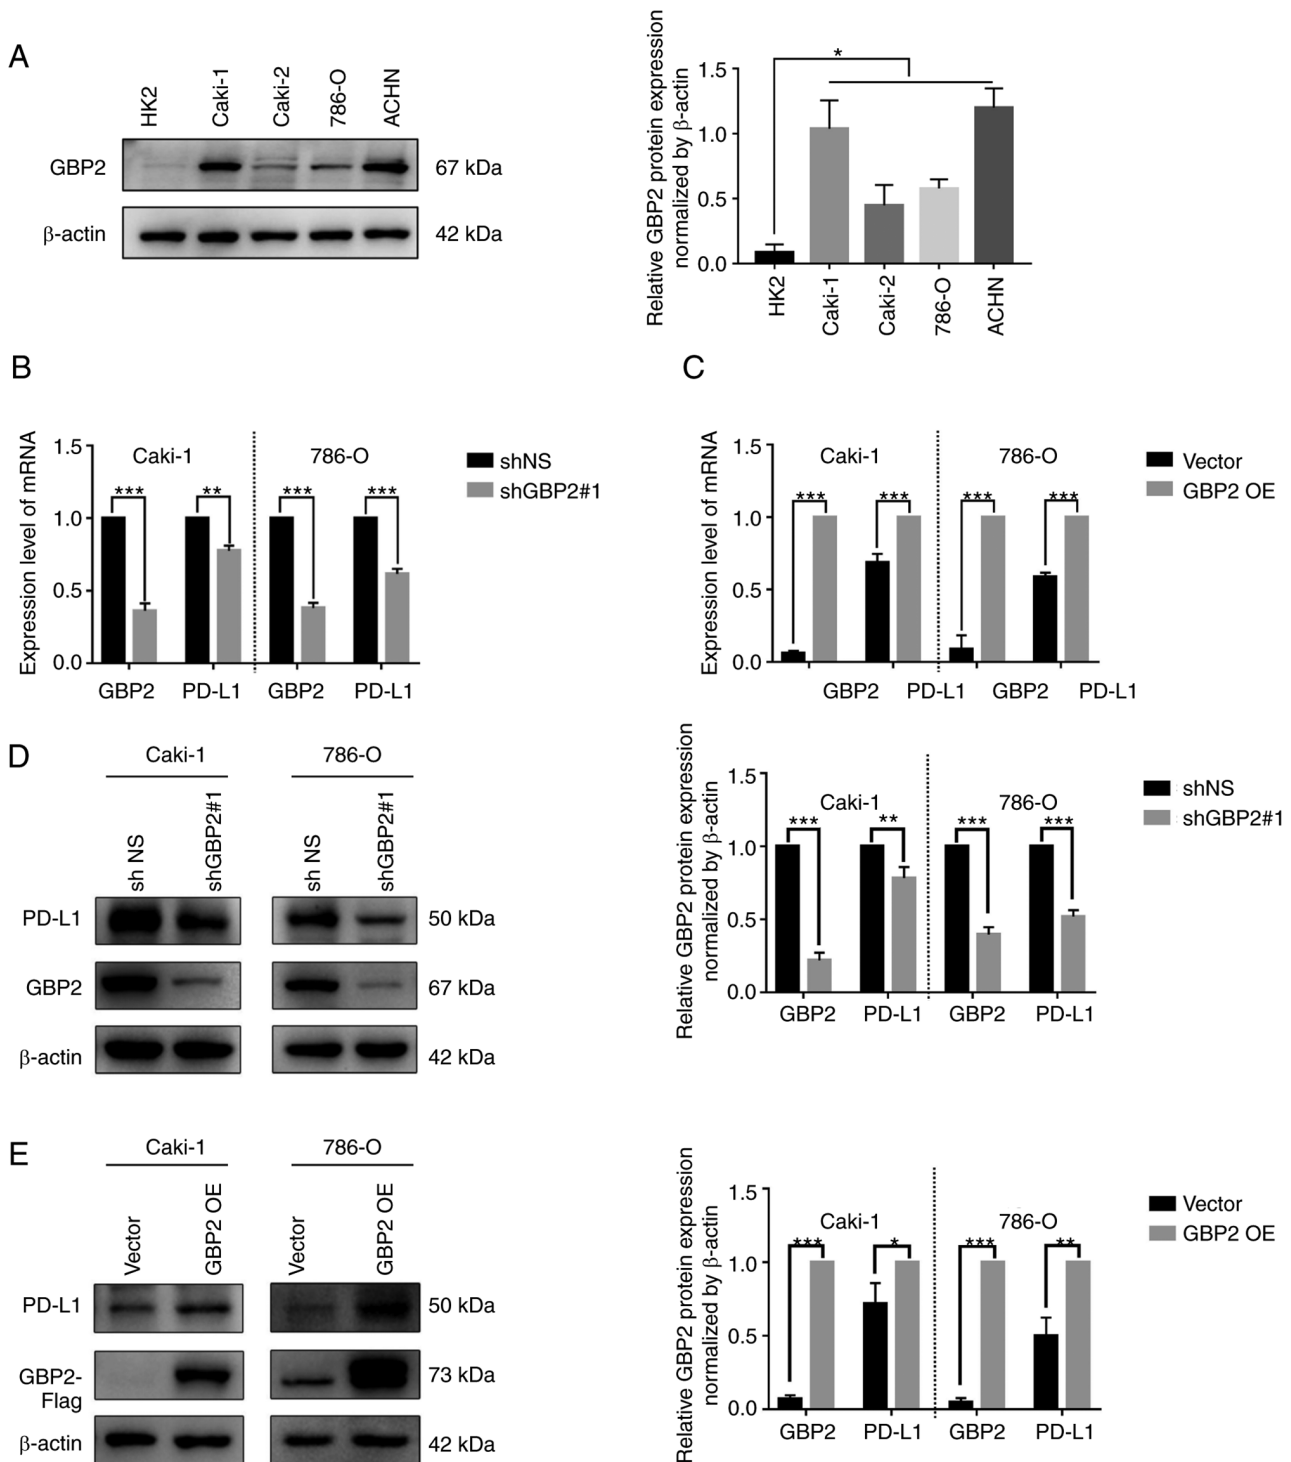 A
HK2
Caki-1
Caki-2
786-O
ACHN
GBP2
67 kDa
β-actin
42 kDa
Relative GBP2 protein expression
normalized by β-actin
1.5
1.0
0.5
0.0
*
HK2
Caki-1
Caki-2
786-O
ACHN
B
Expression level of mRNA
1.5
1.0
0.5
0.0
Caki-1
786-O
***
**
***
***
GBP2
PD-L1
GBP2
PD-L1
shNS
shGBP2#1
C
Expression level of mRNA
1.5
1.0
0.5
0.0
Caki-1
786-O
***
***
***
***
GBP2
PD-L1
GBP2
PD-L1
Vector
GBP2 OE
D
Caki-1
786-O
sh NS
shGBP2#1
sh NS
shGBP2#1
PD-L1
50 kDa
GBP2
67 kDa
β-actin
42 kDa
Relative GBP2 protein expression
normalized by β-actin
1.5
1.0
0.5
0.0
Caki-1
786-O
***
**
***
***
GBP2
PD-L1
GBP2
PD-L1
shNS
shGBP2#1
E
Caki-1
786-O
Vector
GBP2 OE
Vector
GBP2 OE
PD-L1
50 kDa
GBP2-
Flag
73 kDa
β-actin
42 kDa
Relative GBP2 protein expression
normalized by β-actin
1.5
1.0
0.5
0.0
Caki-1
786-O
***
*
***
**
GBP2
PD-L1
GBP2
PD-L1
Vector
GBP2 OE